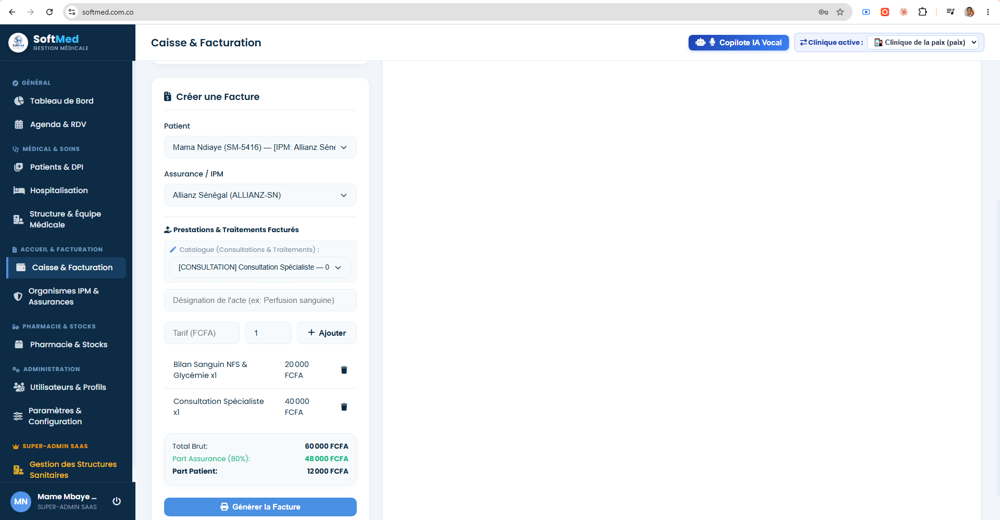 softmed.com.co
SoftMed
GESTION MÉDICALE
Caisse & Facturation
Copilote IA Vocal
Clinique active :
Clinique de la paix (paix)
GÉNÉRAL
Tableau de Bord
Agenda & RDV
MÉDICAL & SOINS
Patients & DPI
Hospitalisation
Structure & Équipe
Médicale
ACCUEIL & FACTURATION
Caisse & Facturation
Organismes IPM &
Assurances
PHARMACIE & STOCKS
Pharmacie & Stocks
ADMINISTRATION
Utilisateurs & Profils
Paramètres &
Configuration
SUPER-ADMIN SAAS
Gestion des Structures
Sanitaires
MN
Mame Mbaye ...
SUPER-ADMIN SAAS
Créer une Facture
Patient
Mama Ndiaye (SM-5416) — [IPM: Allianz Séné
Assurance / IPM
Allianz Sénégal (ALLIANZ-SN)
Prestations & Traitements Facturés
Catalogue (Consultations & Traitements) :
[CONSULTATION] Consultation Spécialiste — 0
Désignation de l'acte (ex: Perfusion sanguine)
Tarif (FCFA)
1
+ Ajouter
Bilan Sanguin NFS &
Glycémie x1
20 000
FCFA
Consultation Spécialiste
x1
40 000
FCFA
Total Brut:
60 000 FCFA
Part Assurance (80%):
48 000 FCFA
Part Patient:
12 000 FCFA
Générer la Facture